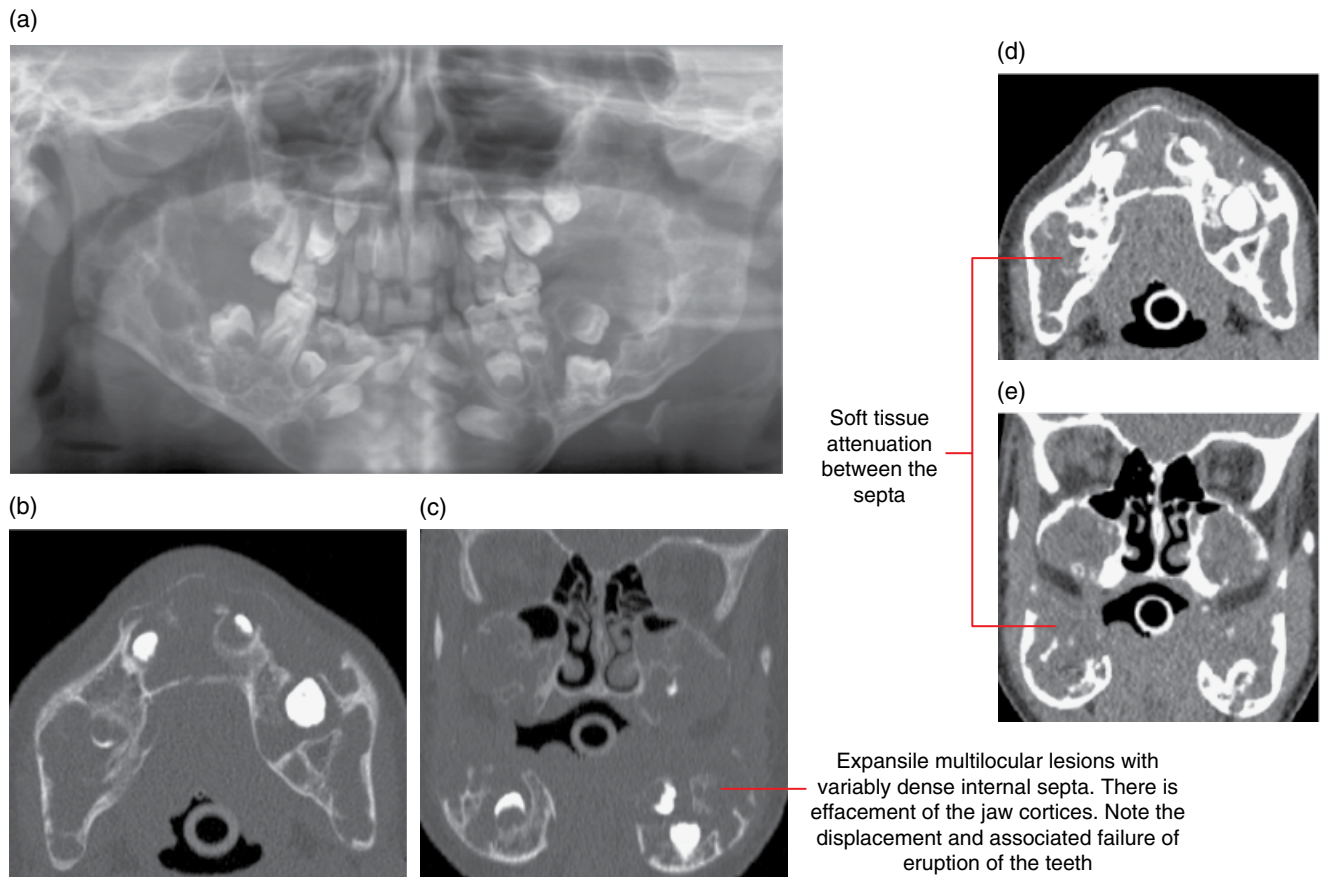 (a)
(d)
(e)
Soft tissue
attenuation
between the
septa
(b)
(c)
Expansile multilocular lesions with
variably dense internal septa. There is
effacement of the jaw cortices. Note the
displacement and associated failure of
eruption of the teeth